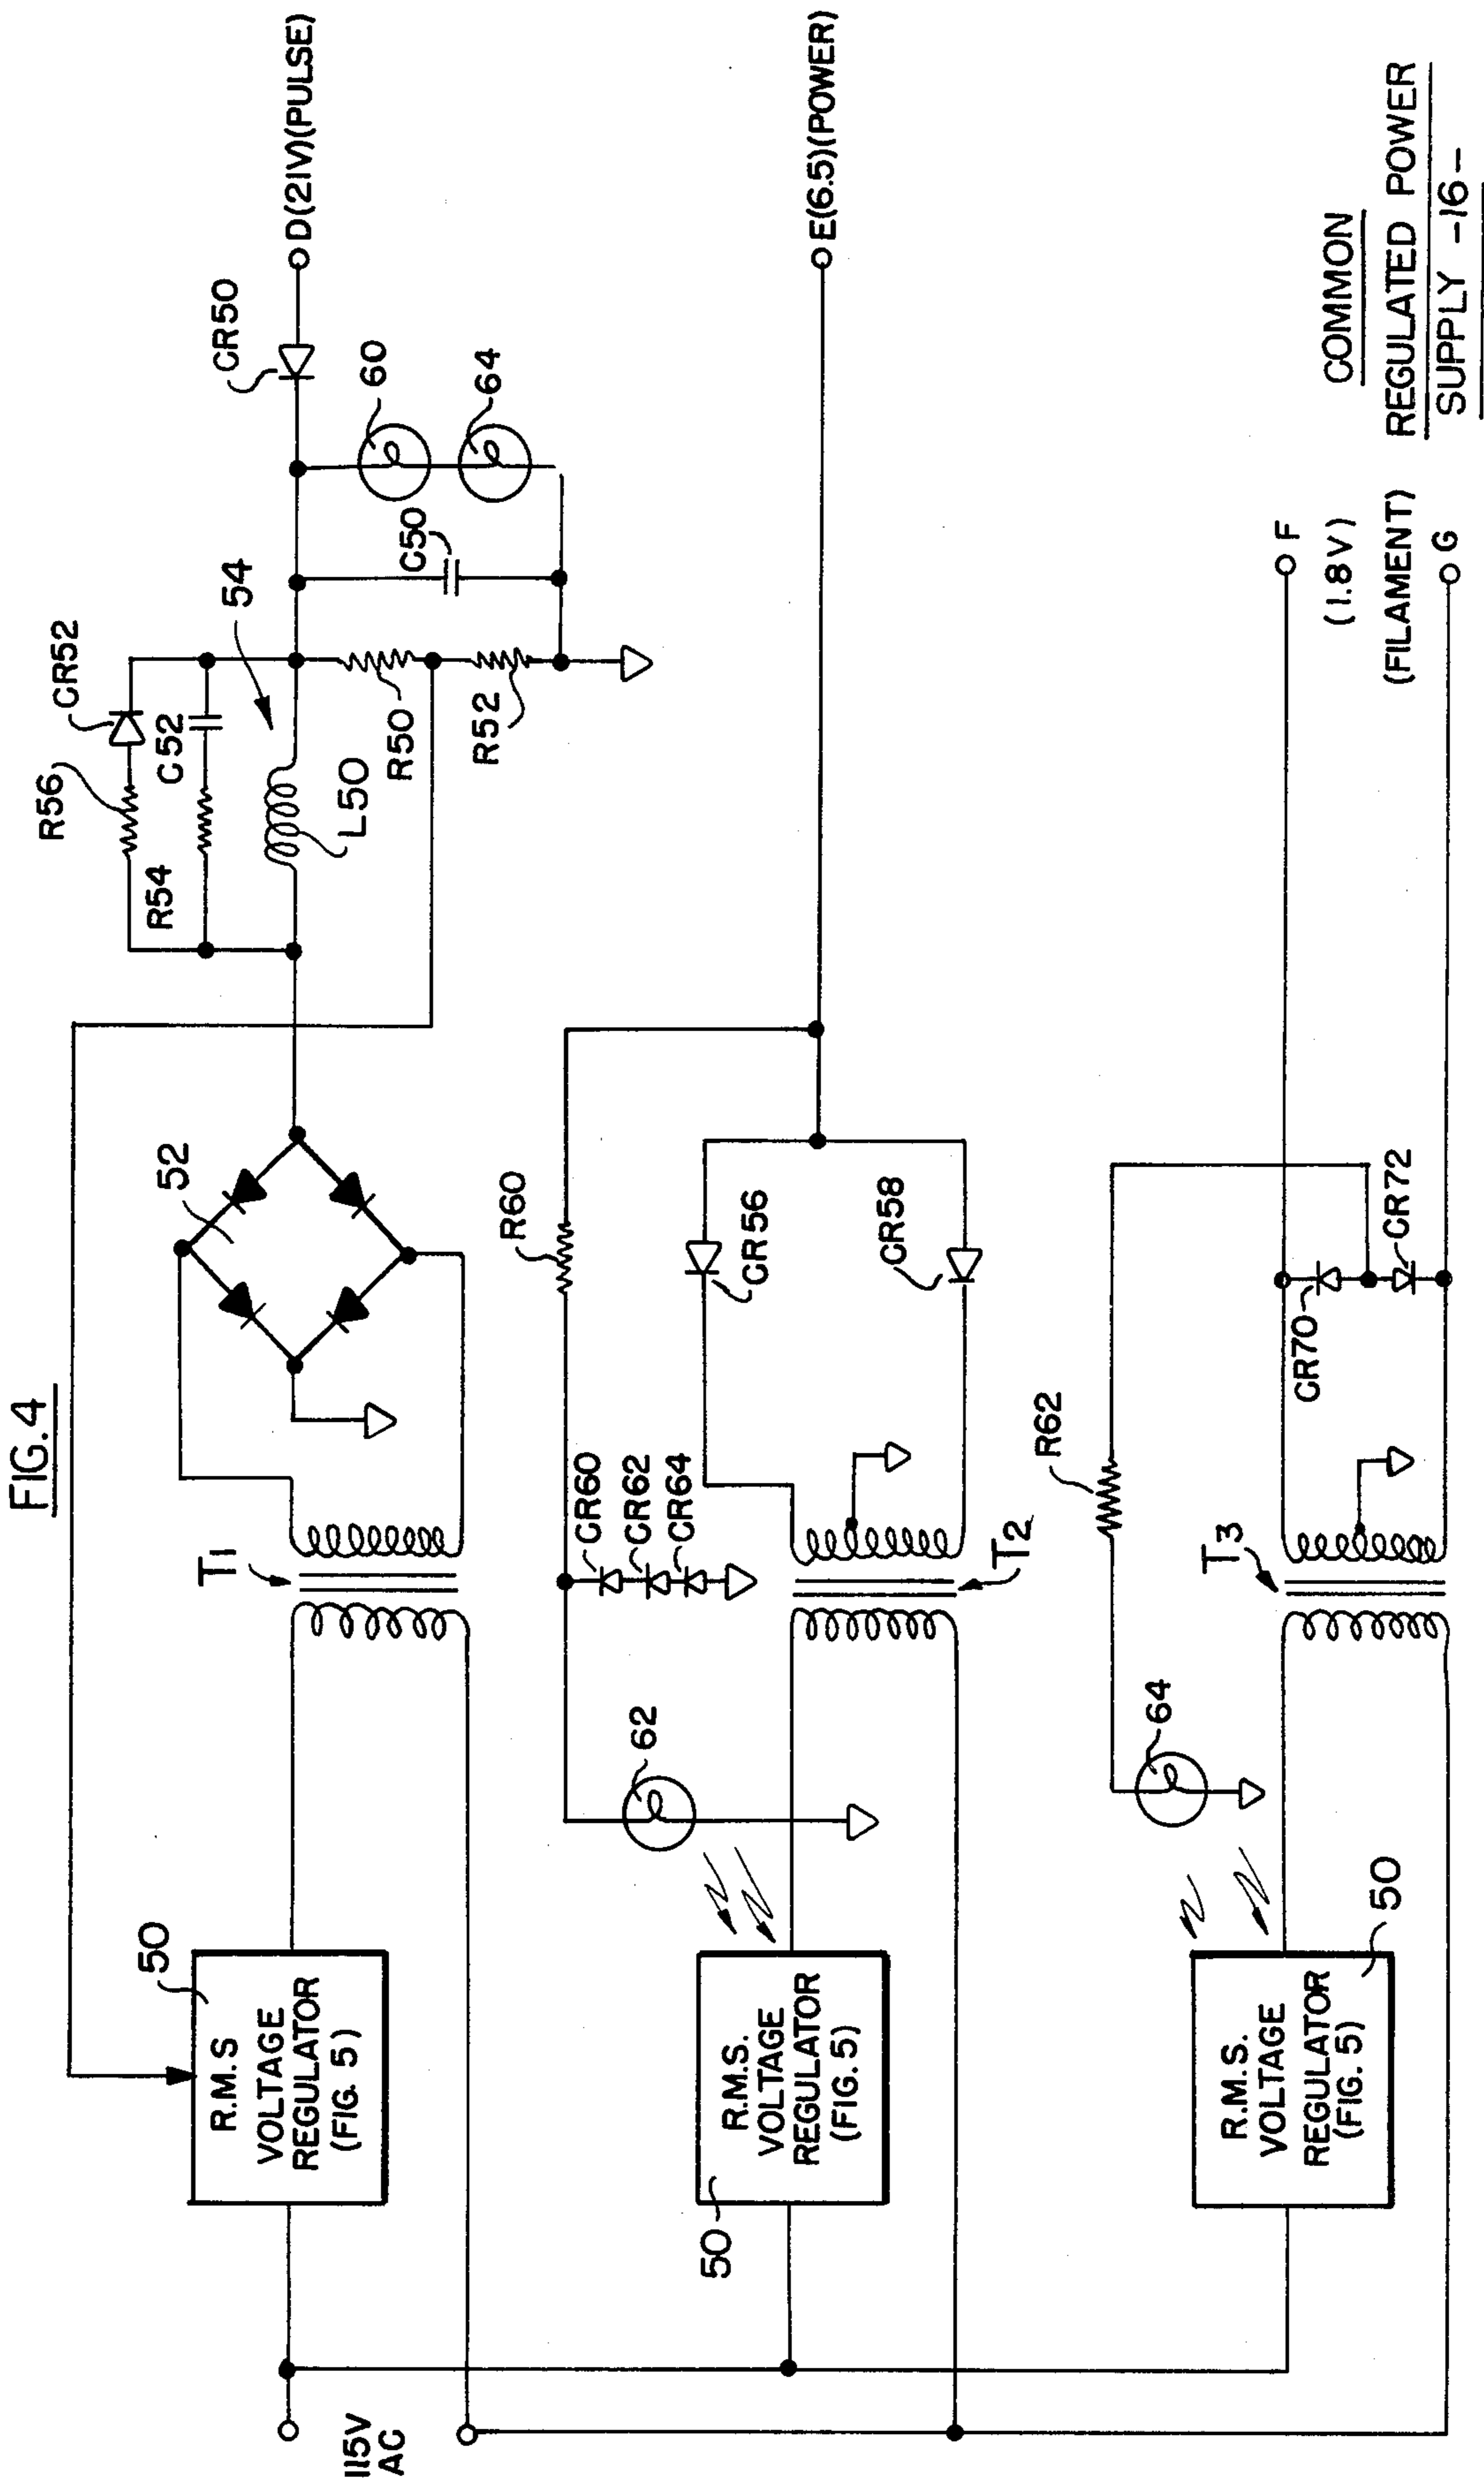 FIG. 4
115V
AC
50
R.M.S
VOLTAGE
REGULATOR
(FIG. 5)
T1
52
R56
CR52
R54
C52
54
L50
R50
R52
C50
60
64
CR50
D(21V)(PULSE)
50
R.M.S.
VOLTAGE
REGULATOR
(FIG. 5)
62
CR60
CR62
CR64
T2
R60
CR56
CR58
E(6.5)(POWER)
R.M.S.
VOLTAGE
REGULATOR
(FIG. 5)
50
64
T3
R62
CR70
CR72
F
(1.8V)
(FILAMENT)
G
COMMON
REGULATED POWER
SUPPLY -16-